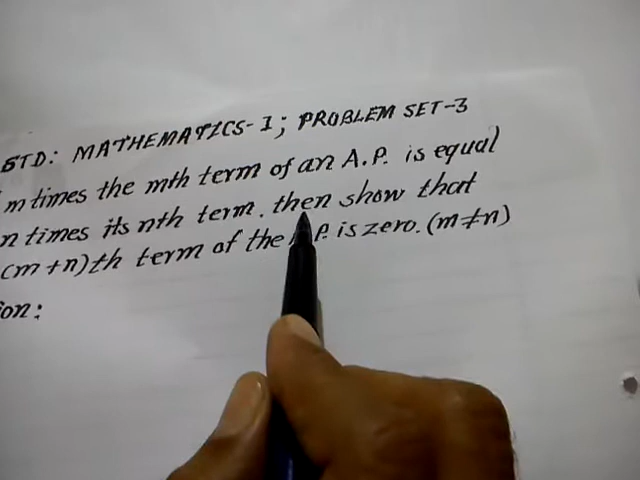 STD: MATHEMATICS-1; PROBLEM SET-3
m times the mth term of an A.P. is equal
n times its nth term. then show that
(m+n)th term of the P. is zero. (m≠n)
on: